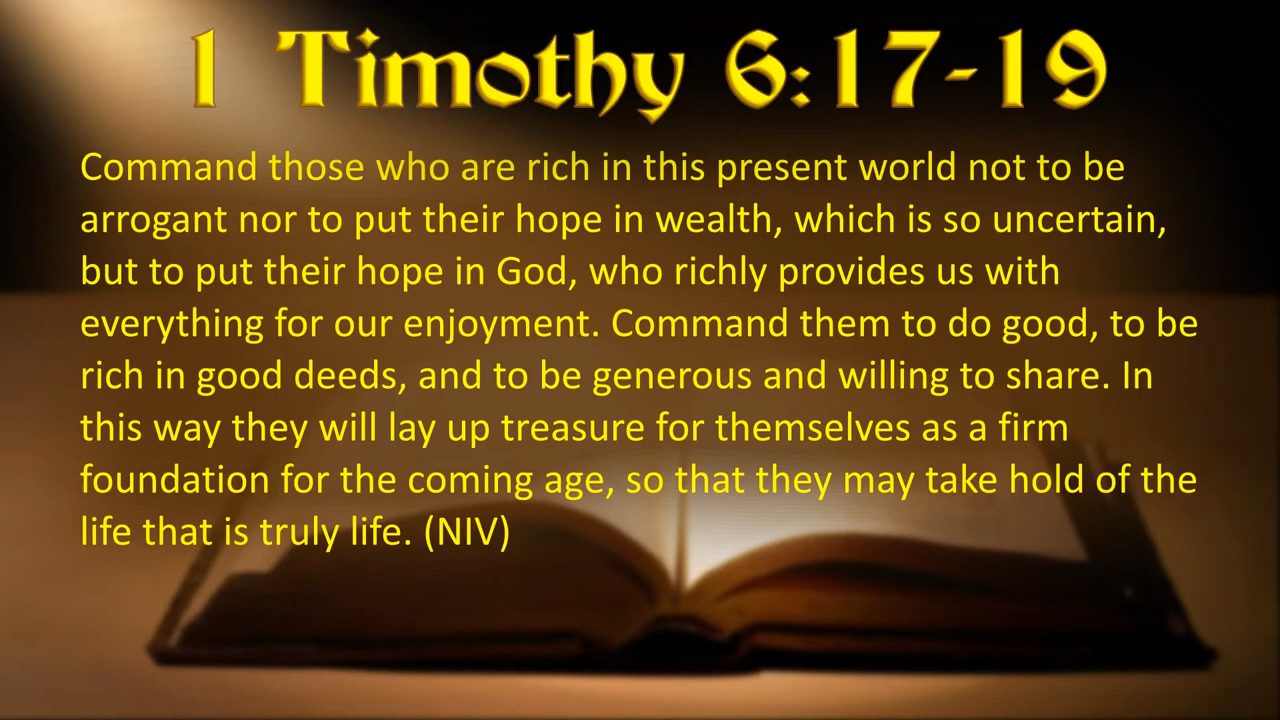 1 Timothy 6:17-19
Command those who are rich in this present world not to be
arrogant nor to put their hope in wealth, which is so uncertain,
but to put their hope in God, who richly provides us with
everything for our enjoyment. Command them to do good, to be
rich in good deeds, and to be generous and willing to share. In
this way they will lay up treasure for themselves as a firm
foundation for the coming age, so that they may take hold of the
life that is truly life. (NIV)